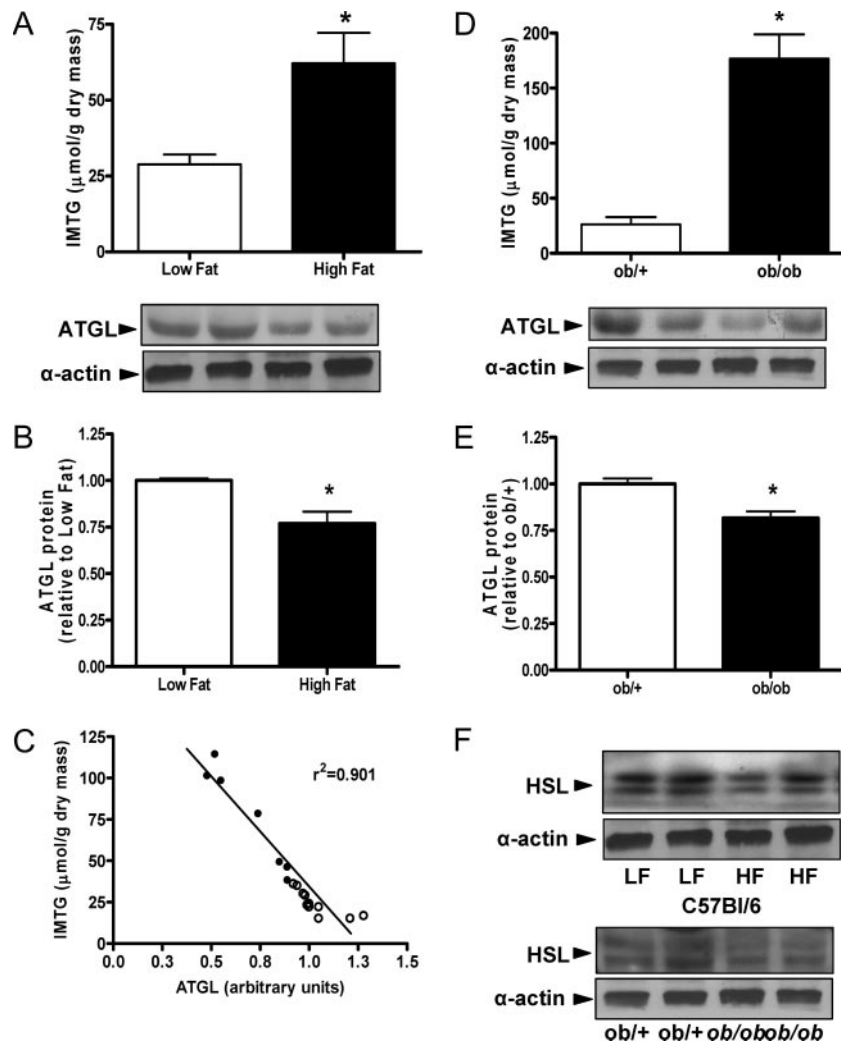 A
IMTG (μmol/g dry mass)
75
50
25
0
*
Low Fat
High Fat
ATGL
α-actin
B
ATGL protein
(relative to Low Fat)
1.25
1.00
0.75
0.50
0.25
0.00
*
Low Fat
High Fat
C
IMTG (μmol/g dry mass)
125
100
75
50
25
0
r²=0.901
0.0
0.3
0.5
0.8
1.0
1.3
1.5
ATGL (arbitrary units)
D
IMTG (μmol/g dry mass)
200
150
100
50
0
*
ob/+
ob/ob
ATGL
α-actin
E
ATGL protein
(relative to ob/+)
1.25
1.00
0.75
0.50
0.25
0.00
*
ob/+
ob/ob
F
HSL
α-actin
LF LF HF HF
C57Bl/6
HSL
α-actin
ob/+ ob/+ ob/ob ob/ob